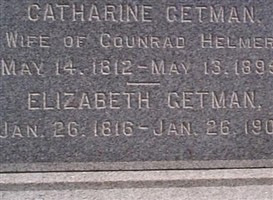 CATHARINE GETMAN.
WIFE OF COUNRAD HELMER
MAY 14, 1812–MAY 13, 189
ELIZABETH GETMAN,
JAN. 26, 1816–JAN. 26, 190